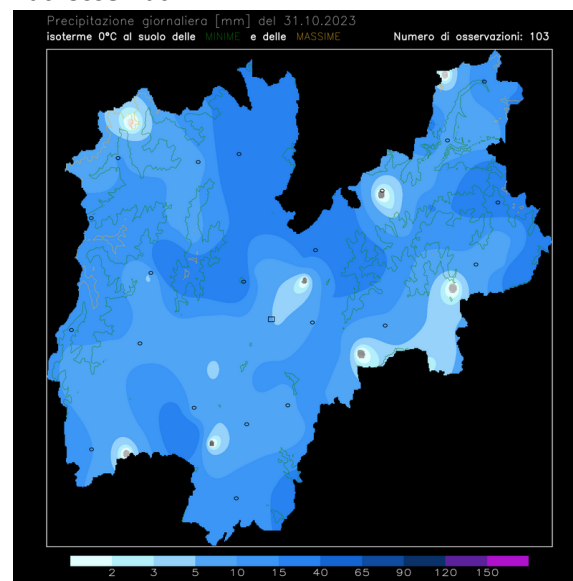 Precipitazione giornaliera [mm] del 31.10.2023
isoterme 0°C al suolo delle MINIME e delle MASSIME Numero di osservazioni: 103
2 3 5 10 15 40 65 90 120 150